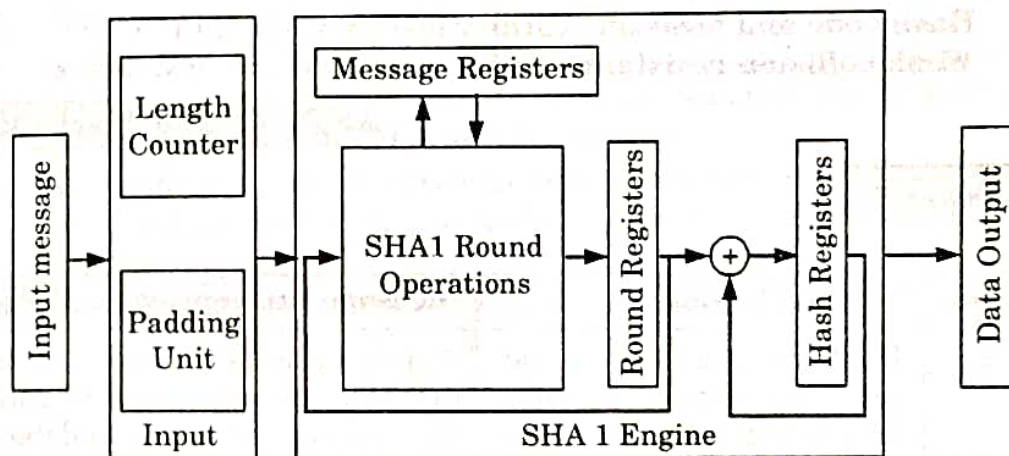 Message Registers
Length
Counter
Input message
SHA1 Round
Operations
Round Registers
+
Hash Registers
Data Output
Padding
Unit
Input
SHA 1 Engine